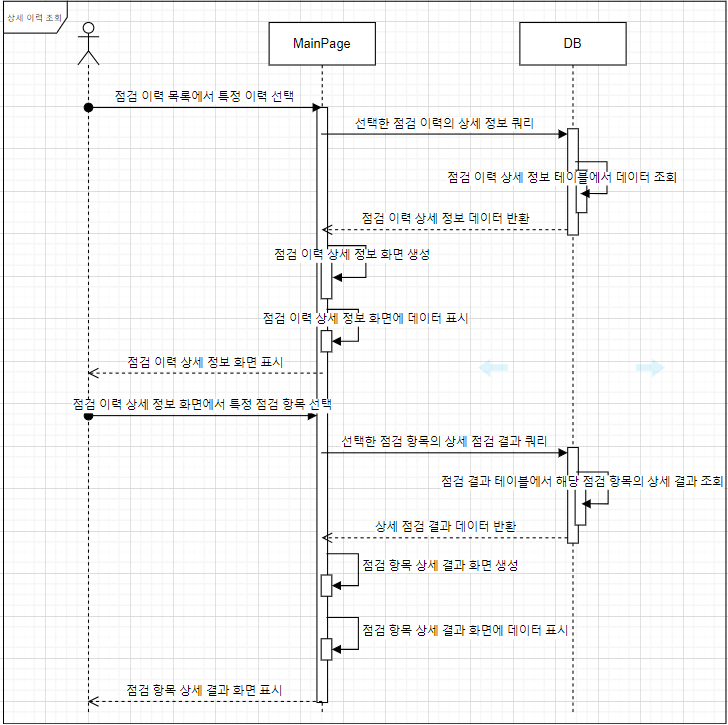 상세 이력 조회
MainPage
DB
점검 이력 목록에서 특정 이력 선택
선택한 점검 이력의 상세 정보 쿼리
점검 이력 상세 정보 테이블에서 데이터 조회
점검 이력 상세 정보 데이터 반환
점검 이력 상세 정보 화면 생성
점검 이력 상세 정보 화면에 데이터 표시
점검 이력 상세 정보 화면 표시
점검 이력 상세 정보 화면에서 특정 점검 항목 선택
선택한 점검 항목의 상세 점검 결과 쿼리
점검 결과 테이블에서 해당 점검 항목의 상세 결과 조회
상세 점검 결과 데이터 반환
점검 항목 상세 결과 화면 생성
점검 항목 상세 결과 화면에 데이터 표시
점검 항목 상세 결과 화면 표시